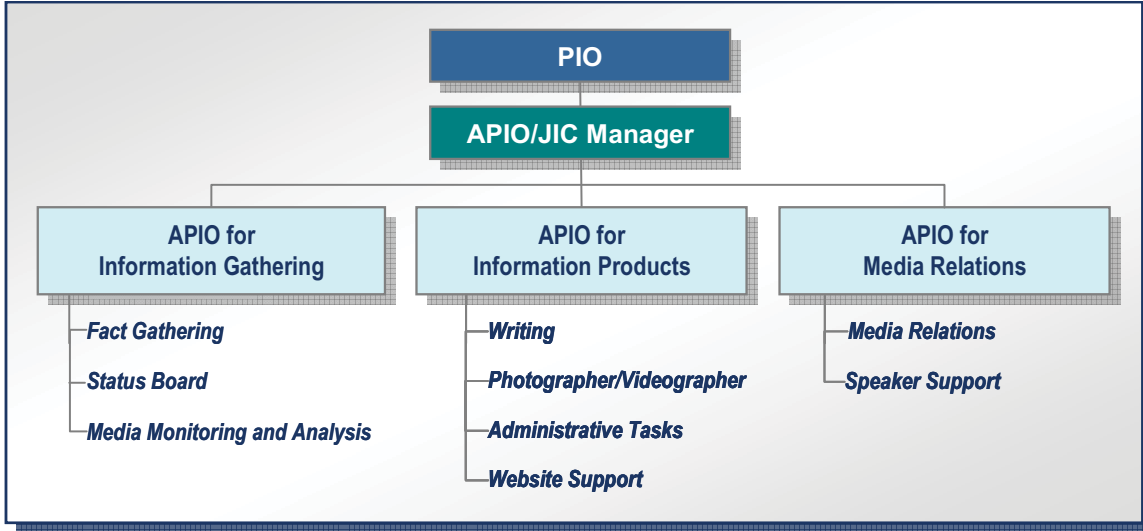 PIO
APIO/JIC Manager
APIO for
Information Gathering
Fact Gathering
Status Board
Media Monitoring and Analysis
APIO for
Information Products
Writing
Photographer/Videographer
Administrative Tasks
Website Support
APIO for
Media Relations
Media Relations
Speaker Support